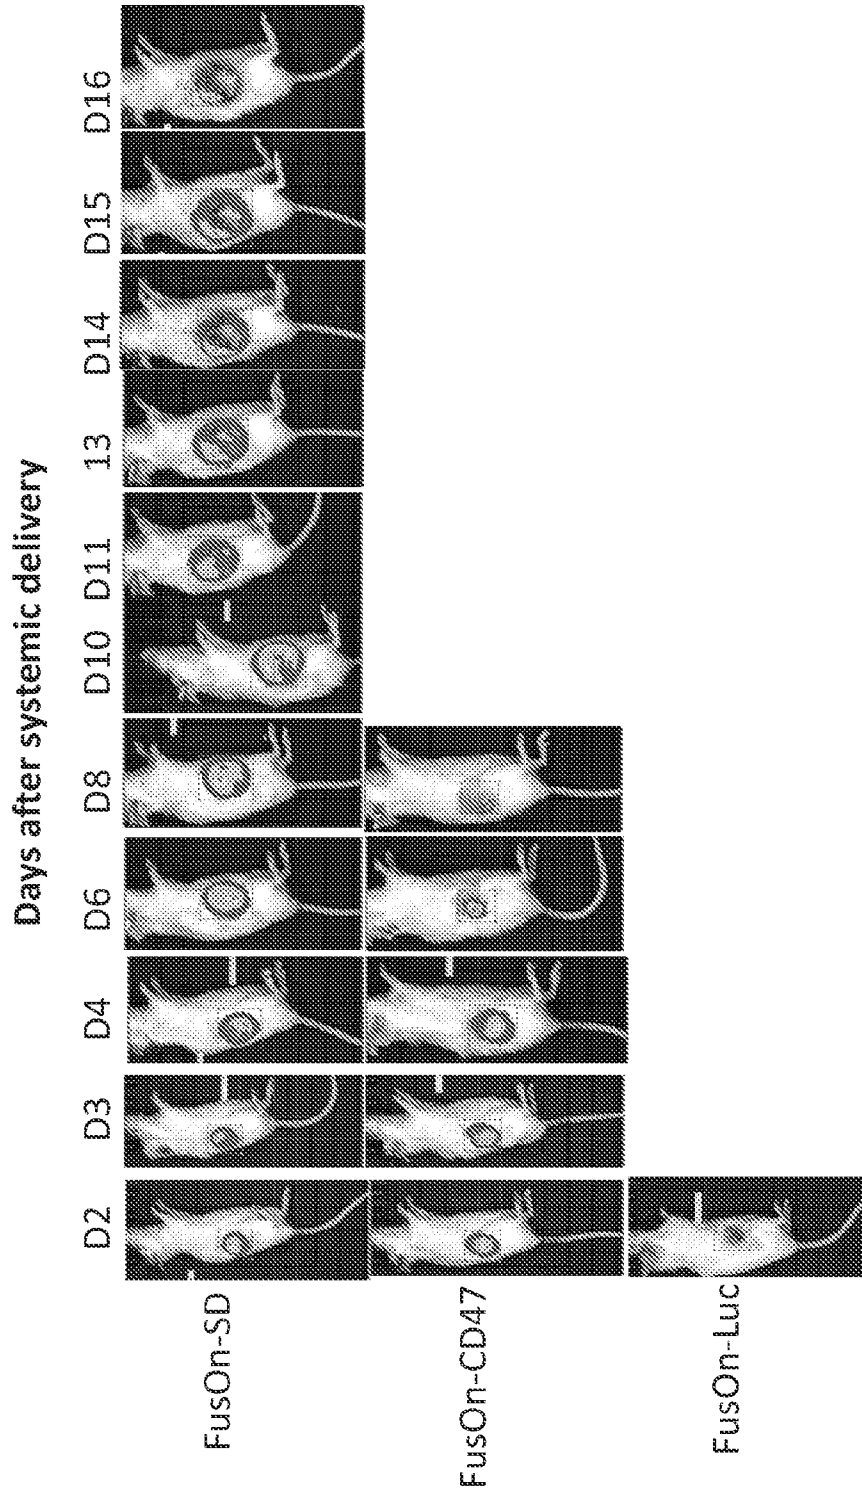 Days after systemic delivery
D2 D3 D4 D6 D8 D10 D11 13 D14 D15 D16
FusOn-SD
FusOn-CD47
FusOn-Luc